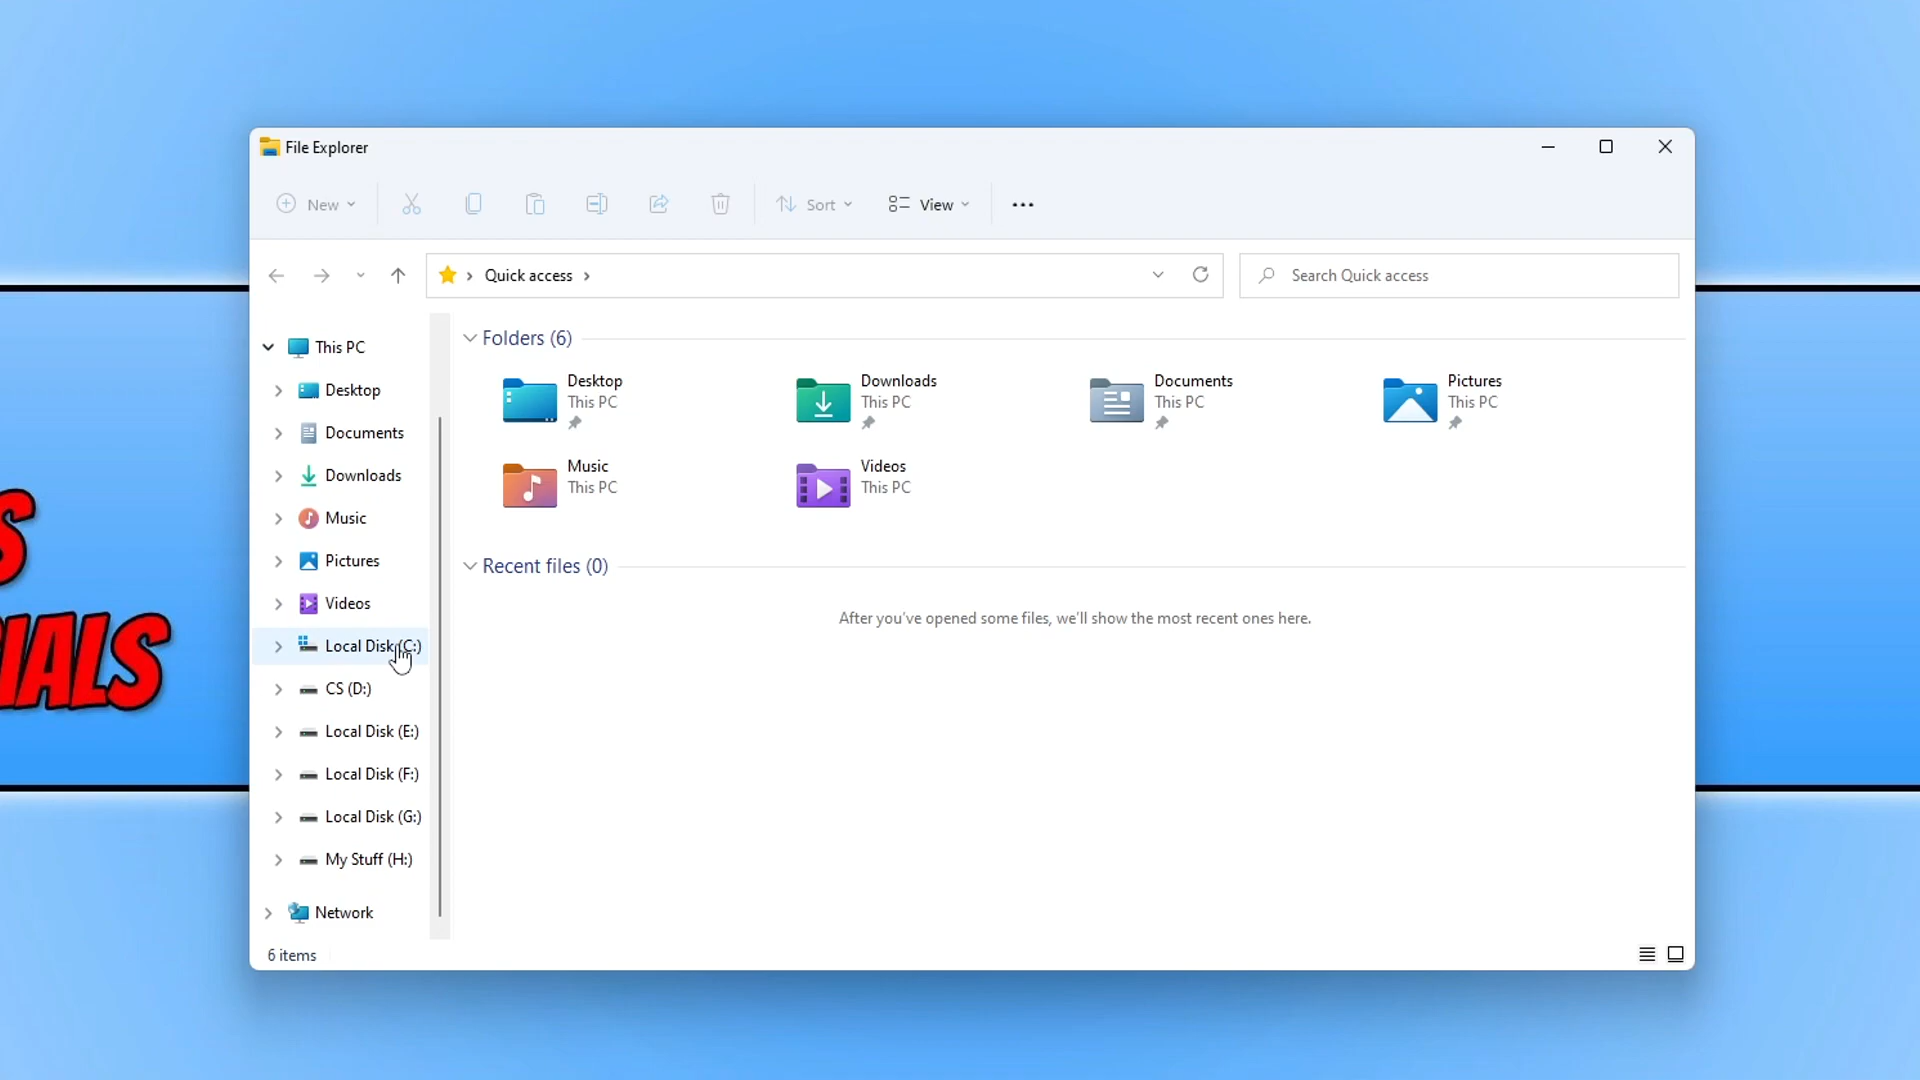 File Explorer
New
Sort
View
Quick access
Search Quick access
This PC
Desktop
Documents
Downloads
Music
Pictures
Videos
Local Disk (C:)
CS (D:)
Local Disk (E:)
Local Disk (F:)
Local Disk (G:)
My Stuff (H:)
Network
Folders (6)
Desktop
This PC
Downloads
This PC
Documents
This PC
Pictures
This PC
Music
This PC
Videos
This PC
Recent files (0)
After you've opened some files, we'll show the most recent ones here.
6 items
S
IALS